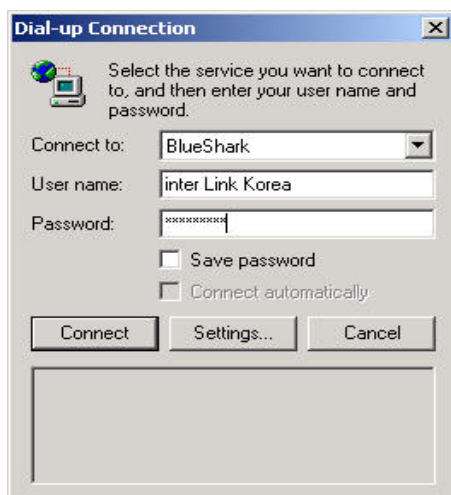 Dial-up Connection
Select the service you want to connect
to, and then enter your user name and
password.
Connect to: BlueShark
User name: inter Link Korea
Password: *********
Save password
Connect automatically
Connect Settings... Cancel